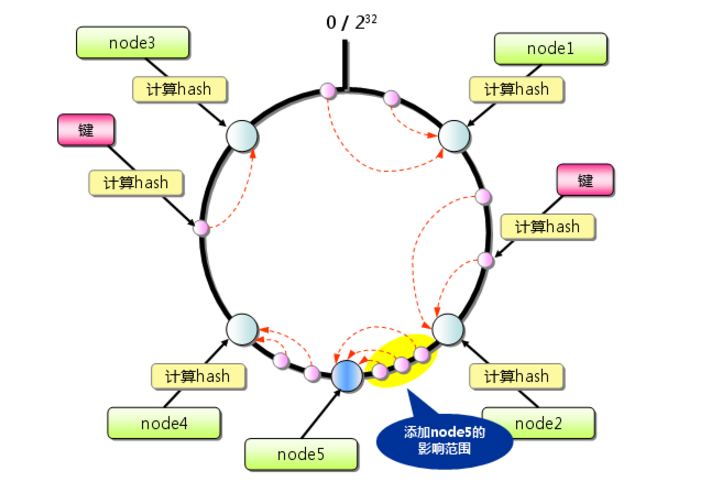 0 / 2³²
node3
node1
计算hash
计算hash
键
键
计算hash
计算hash
计算hash
计算hash
node4
node2
添加node5的
影响范围
node5